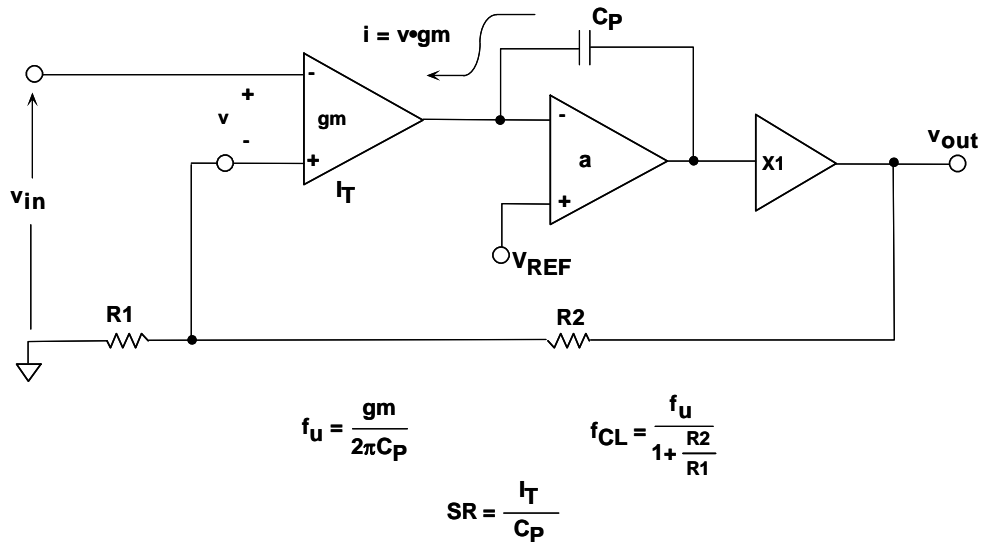 i = v•gm
CP
-
+
v
-
gm
+
IT
vin
-
a
+
VREF
X1
vout
R1
R2
fu = gm / 2πCP
fCL = fu / 1+ R2/R1
SR = IT / CP